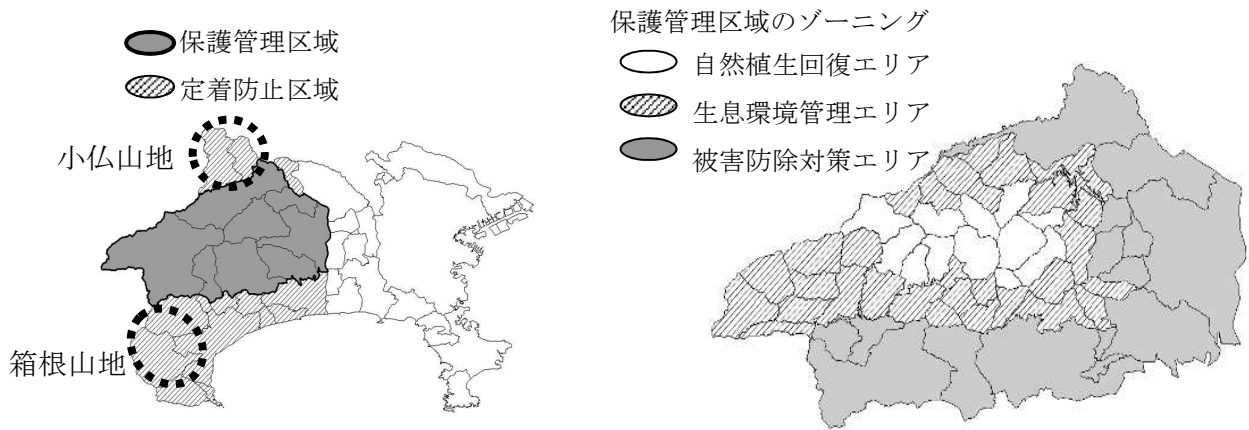 保護管理区域
定着防止区域
小仏山地
箱根山地
保護管理区域のゾーニング
自然植生回復エリア
生息環境管理エリア
被害防除対策エリア